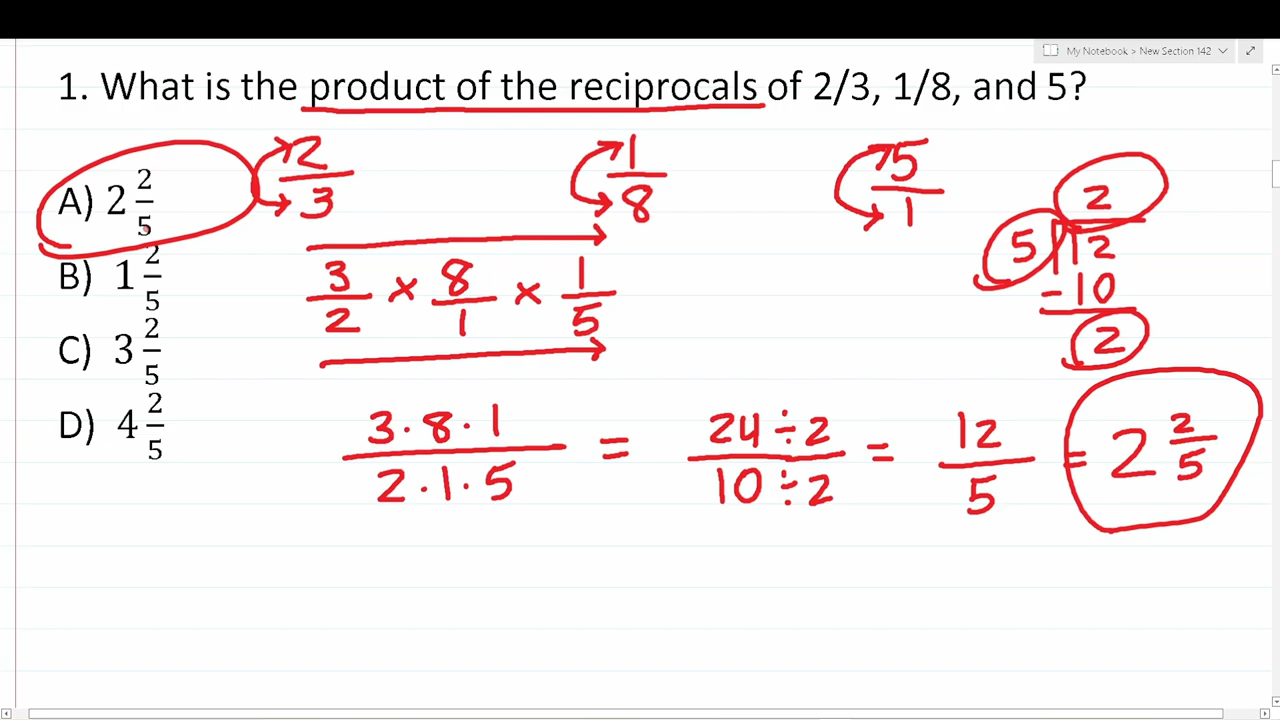 My Notebook > New Section 142
1. What is the product of the reciprocals of 2/3, 1/8, and 5?
A) 2 2/5
B) 1 2/5
C) 3 2/5
D) 4 2/5
2/3 1/8 5/1
3/2 × 8/1 × 1/5
2
5 12
-10
2
3·8·1/2·1·5 = 24÷2/10÷2 = 12/5 = 2 2/5